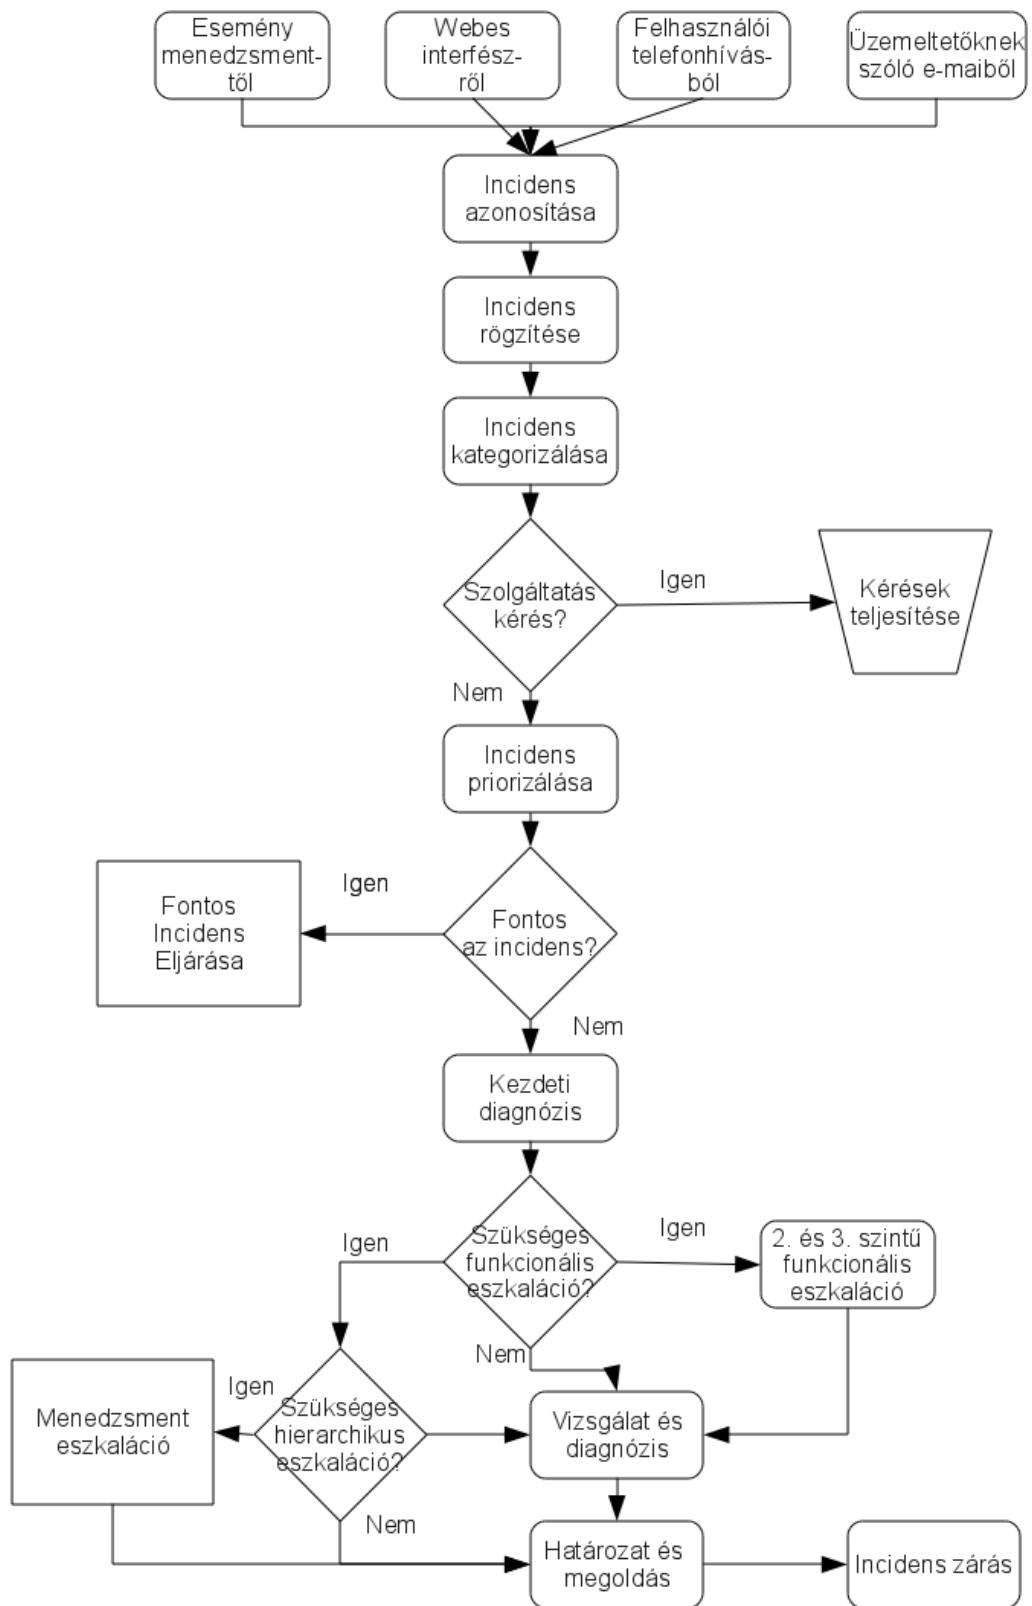 Esemény
menedzsment-
től
Webes
interfész-
ről
Felhasználói
telefonhívás-
ból
Üzemeltetőknek
szóló e-maiből
Incidens
azonosítása
Incidens
rögzítése
Incidens
kategorizálása
Szolgáltatás
kérés?
Igen
Kérések
teljesítése
Nem
Incidens
priorizálása
Igen
Fontos
Incidens
Eljárása
Fontos
az incidens?
Nem
Kezdeti
diagnózis
Igen
Szükséges
funkcionális
eszkaláció?
Igen
2. és 3. szintű
funkcionális
eszkaláció
Nem
Igen
Menedzsment
eszkaláció
Szükséges
hierarchikus
eszkaláció?
Vizsgálat és
diagnózis
Nem
Határozat és
megoldás
Incidens zárás